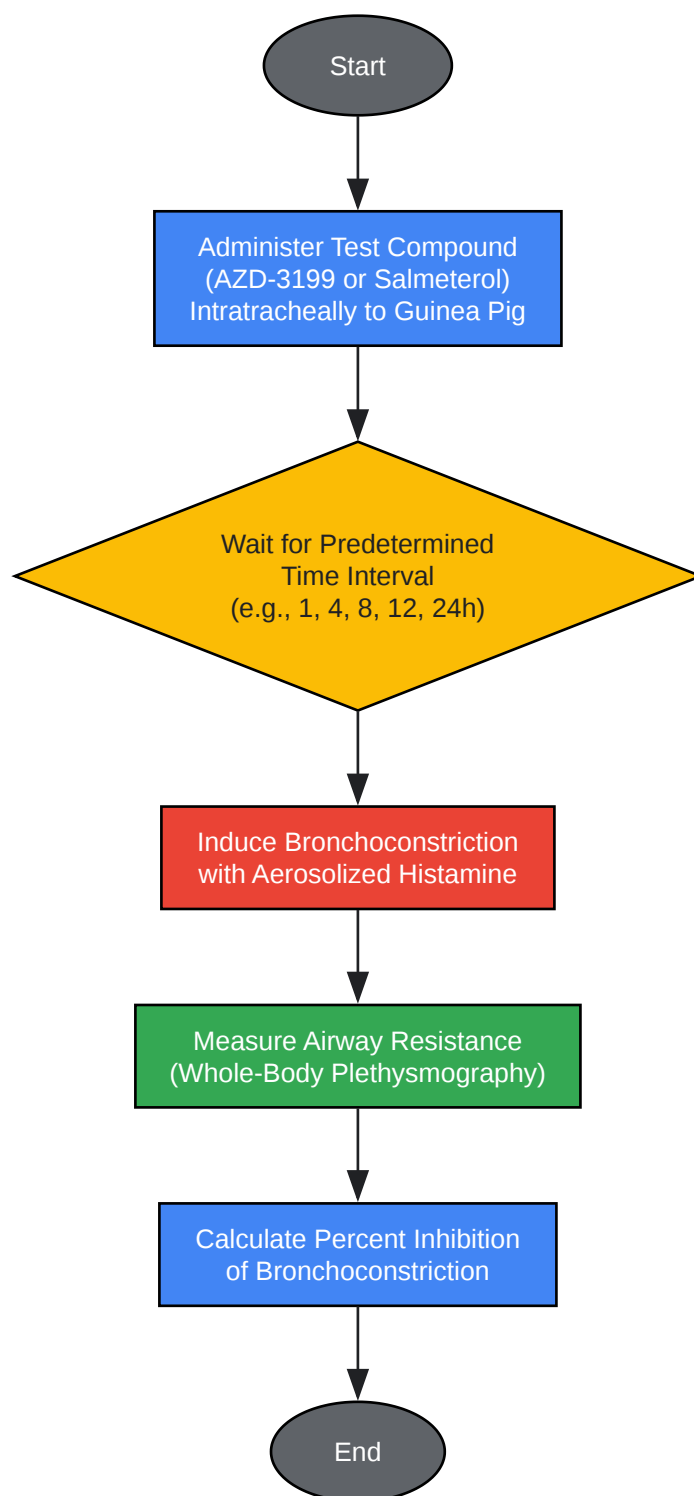 Start
Administer Test Compound
(AZD-3199 or Salmeterol)
Intratracheally to Guinea Pig
Wait for Predetermined
Time Interval
(e.g., 1, 4, 8, 12, 24h)
Induce Bronchoconstriction
with Aerosolized Histamine
Measure Airway Resistance
(Whole-Body Plethysmography)
Calculate Percent Inhibition
of Bronchoconstriction
End